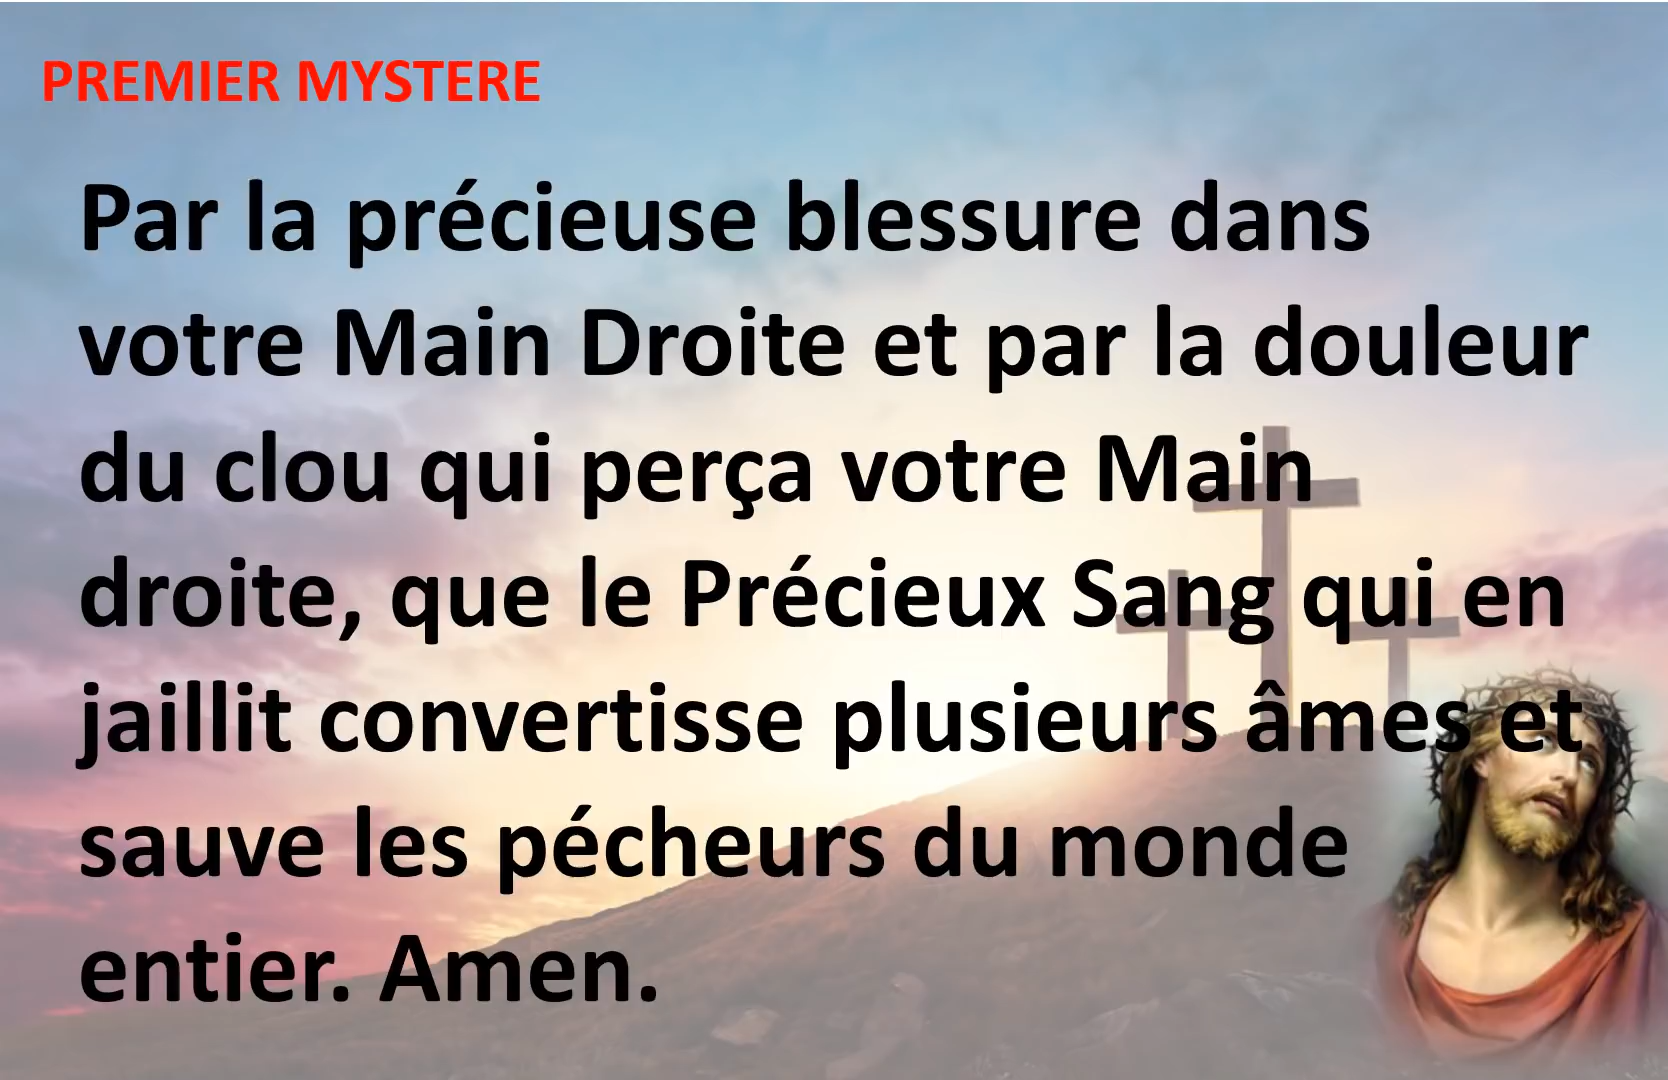 PREMIER MYSTERE
Par la précieuse blessure dans
votre Main Droite et par la douleur
du clou qui perça votre Main
droite, que le Précieux Sang qui en
jaillit convertisse plusieurs âmes et
sauve les pécheurs du monde
entier. Amen.